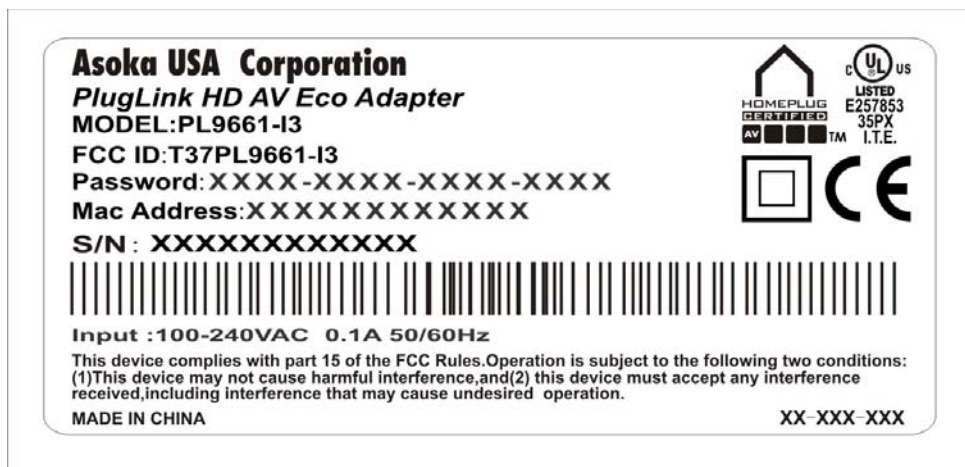 Asoka USA Corporation
PlugLink HD AV Eco Adapter
MODEL:PL9661-I3
FCC ID:T37PL9661-I3
Password:XXXX-XXXX-XXXX-XXXX
Mac Address:XXXXXXXXXXXX
S/N: XXXXXXXXXXXX
HOMEPLUG
CERTIFIED
AV TM
C UL ® US
LISTED
E257853
35PX
I.T.E.
CE
Input :100-240VAC 0.1A 50/60Hz
This device complies with part 15 of the FCC Rules.Operation is subject to the following two conditions:
(1)This device may not cause harmful interference,and(2) this device must accept any interference
received,including interference that may cause undesired operation.
MADE IN CHINA
XX-XXX-XXX